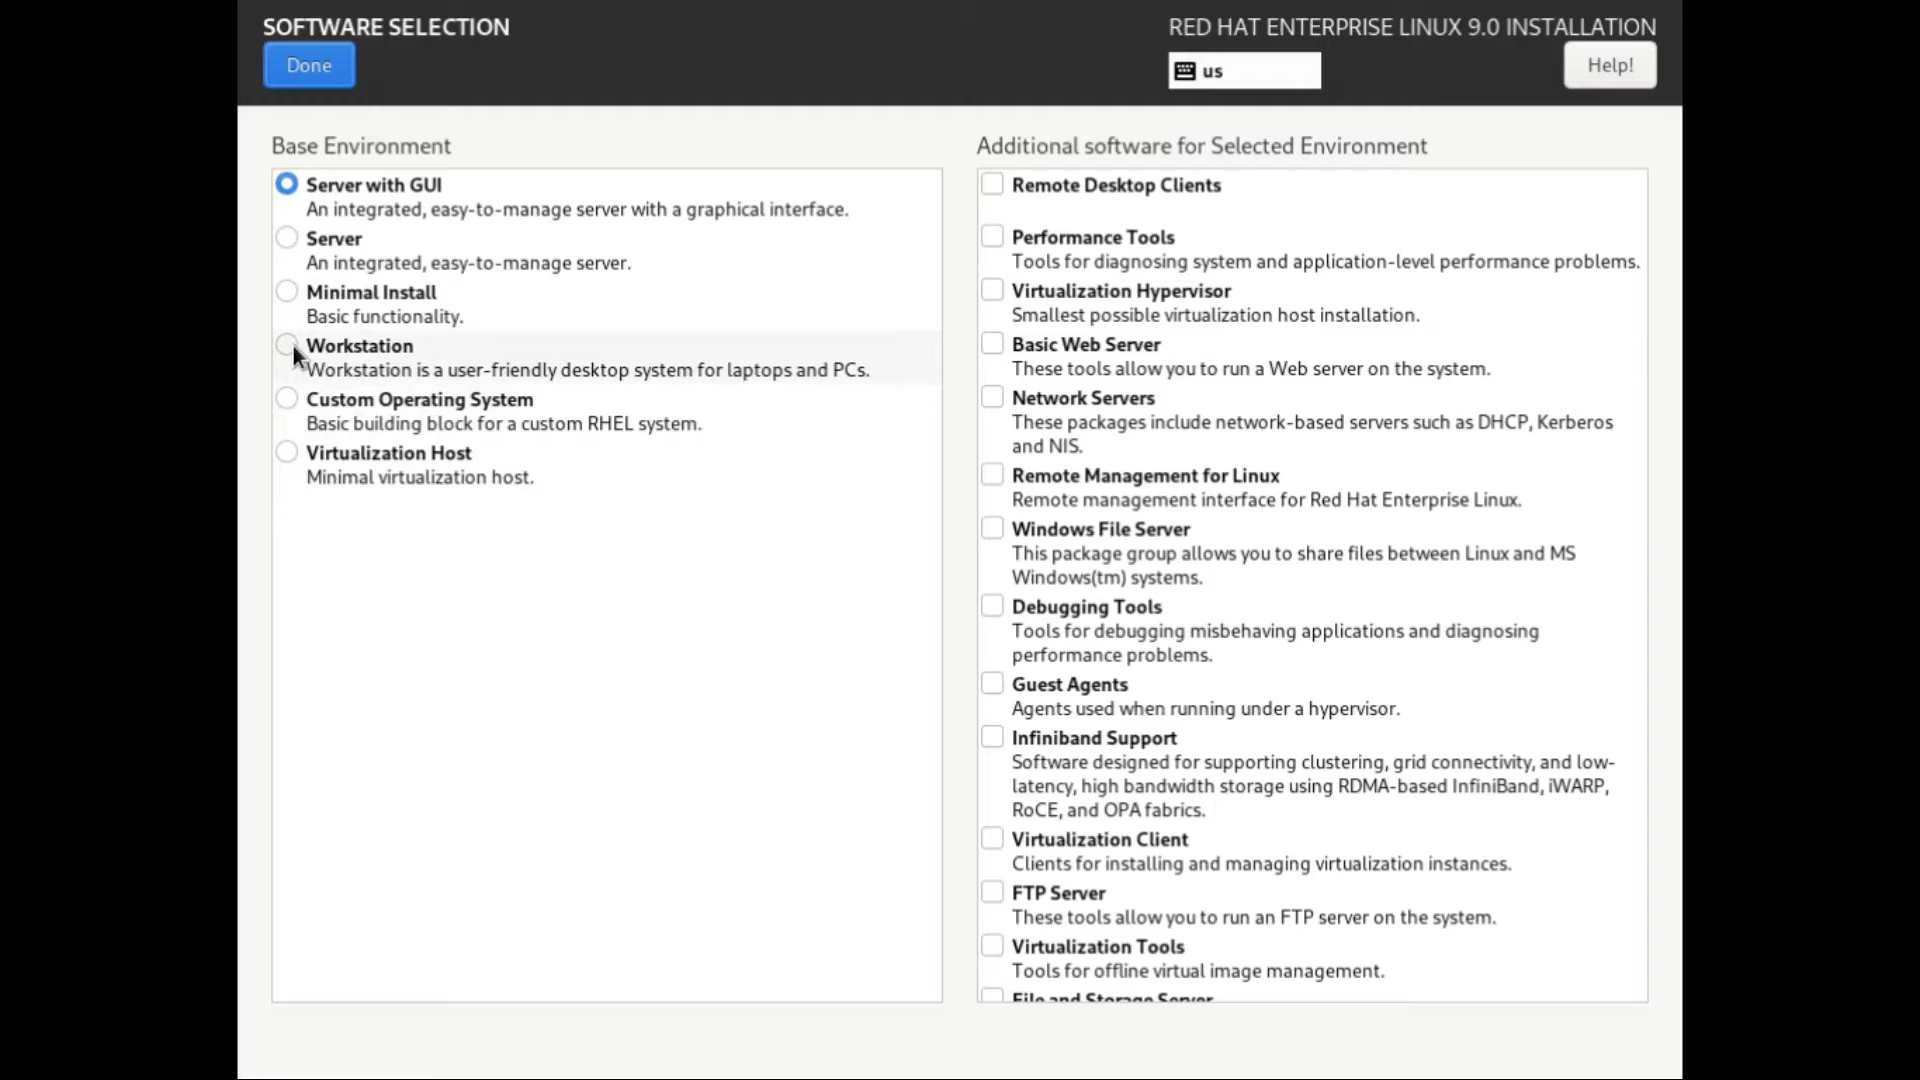 SOFTWARE SELECTION
RED HAT ENTERPRISE LINUX 9.0 INSTALLATION
Done
us
Help!
Base Environment
Server with GUI
An integrated, easy-to-manage server with a graphical interface.
Server
An integrated, easy-to-manage server.
Minimal Install
Basic functionality.
Workstation
Workstation is a user-friendly desktop system for laptops and PCs.
Custom Operating System
Basic building block for a custom RHEL system.
Virtualization Host
Minimal virtualization host.
Additional software for Selected Environment
Remote Desktop Clients
Performance Tools
Tools for diagnosing system and application-level performance problems.
Virtualization Hypervisor
Smallest possible virtualization host installation.
Basic Web Server
These tools allow you to run a Web server on the system.
Network Servers
These packages include network-based servers such as DHCP, Kerberos
and NIS.
Remote Management for Linux
Remote management interface for Red Hat Enterprise Linux.
Windows File Server
This package group allows you to share files between Linux and MS
Windows(tm) systems.
Debugging Tools
Tools for debugging misbehaving applications and diagnosing
performance problems.
Guest Agents
Agents used when running under a hypervisor.
Infiniband Support
Software designed for supporting clustering, grid connectivity, and low-
latency, high bandwidth storage using RDMA-based InfiniBand, iWARP,
RoCE, and OPA fabrics.
Virtualization Client
Clients for installing and managing virtualization instances.
FTP Server
These tools allow you to run an FTP server on the system.
Virtualization Tools
Tools for offline virtual image management.
File and Storage Server